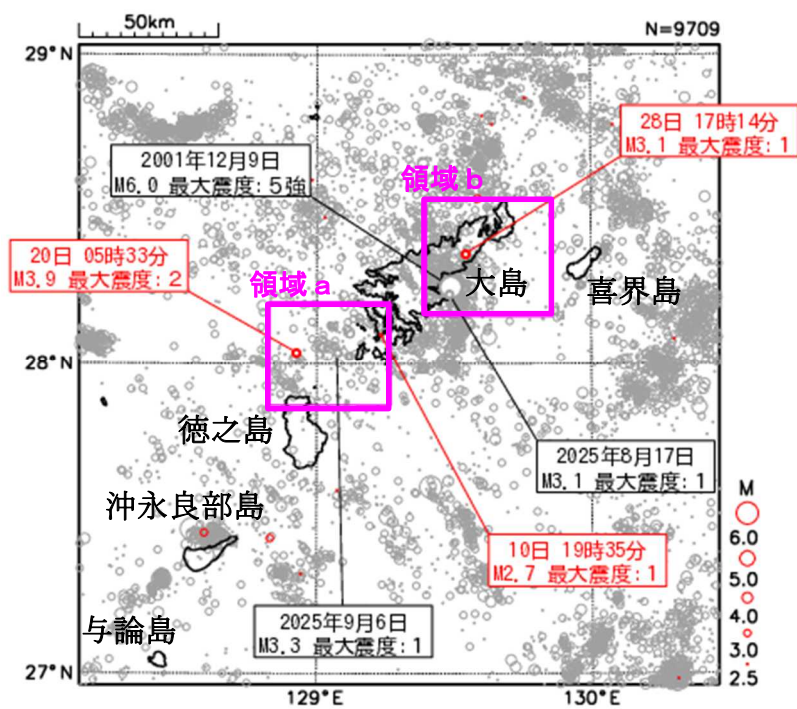 50km
N=9709
29°N
28日 17時14分
M3.1 最大震度:1
2001年12月9日
M6.0 最大震度:5強
領域b
20日 05時33分
M3.9 最大震度:2
領域a
大島
喜界島
28°N
徳之島
2025年8月17日
M3.1 最大震度:1
沖永良部島
10日 19時35分
M2.7 最大震度:1
2025年9月6日
M3.3 最大震度:1
与論島
M
6.0
5.0
4.0
3.0
2.5
27°N
129°E
130°E